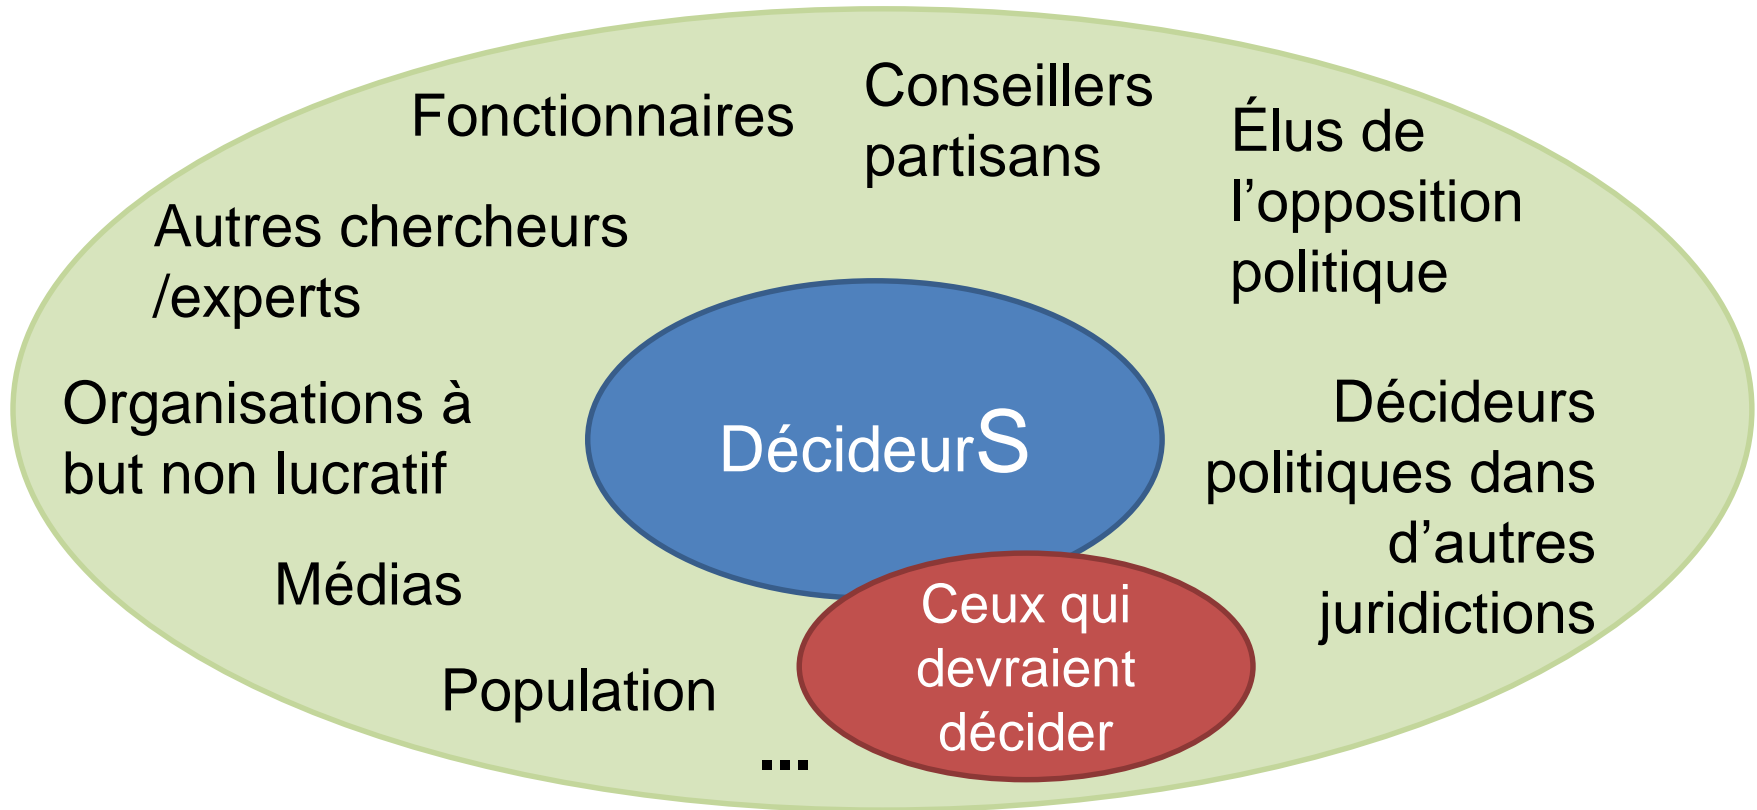 Fonctionnaires
Conseillers
partisans
Élus de
l’opposition
politique
Autres chercheurs
/experts
Organisations à
but non lucratif
DécideurS
Décideurs
politiques dans
d’autres
juridictions
Médias
Ceux qui
devraient
décider
Population
...